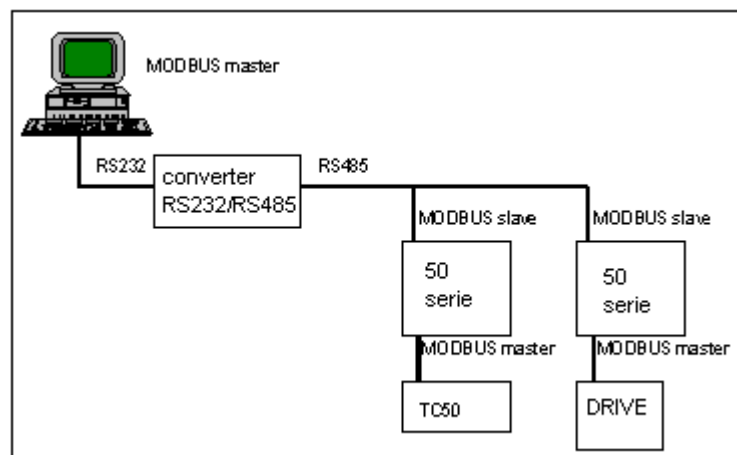 MODBUS master
RS232
RS485
converter
RS232/RS485
MODBUS slave
MODBUS slave
50
serie
50
serie
MODBUS master
MODBUS master
TC50
DRIVE